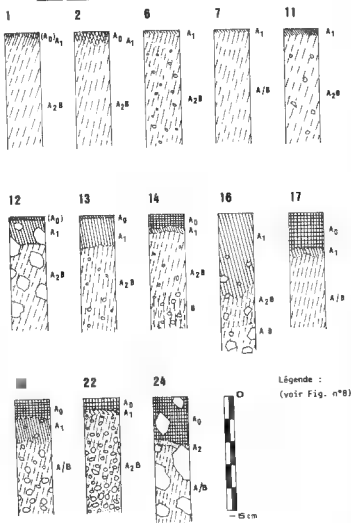 1 2 6 7 11
(A₀) A₁ A₀ A₁ A₁ A₁ A₁
A₂B A₂B A₂B A/B A₂B
12 13 14 16 17
(A₀) A₀ A₀ A₁ A₀
A₁ A₁ A₁ A₁
A₂B A₂B A₂B A₂B A/B
B A B
22 24
A₀ A₀ A₀
A₁ A₁ A₂
A/B A₂B A/B
Légende :
(voir Fig. n°8)
0
-15cm